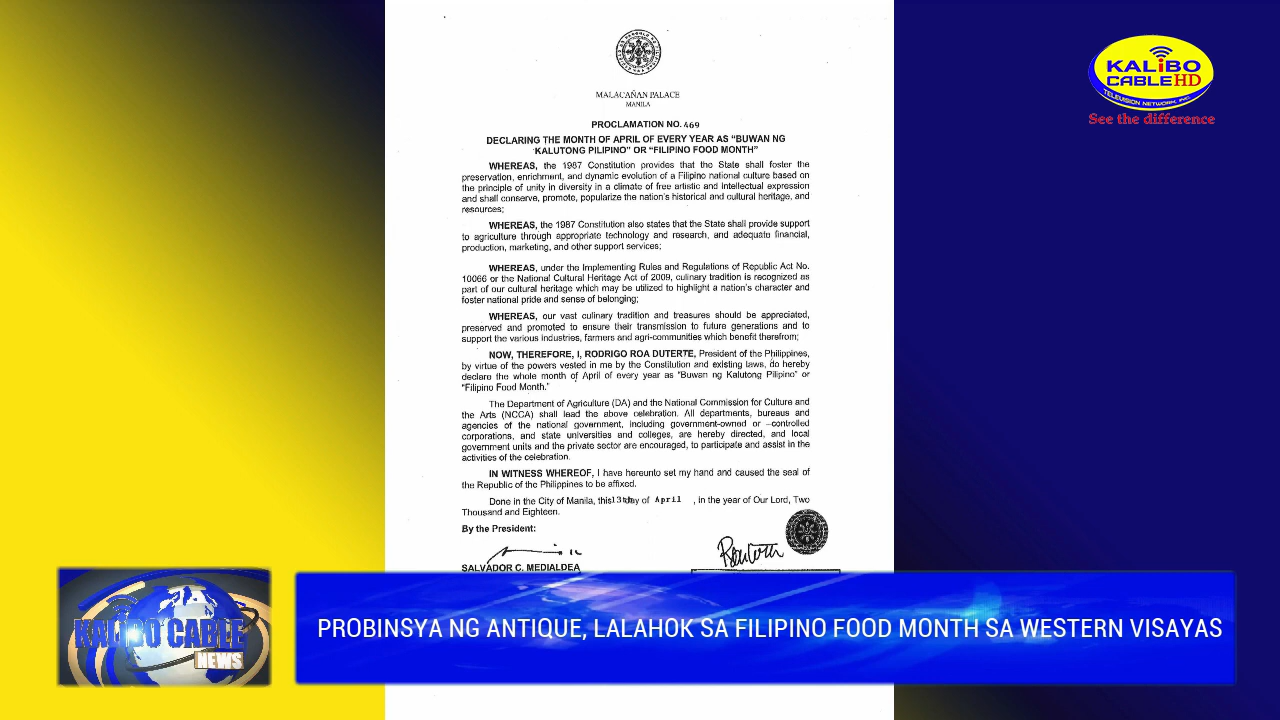 MALACAÑAN PALACE
MANILA
PROCLAMATION NO. 469
DECLARING THE MONTH OF APRIL OF EVERY YEAR AS “BUWAN NG
KALUTONG PILIPINO” OR “FILIPINO FOOD MONTH”
WHEREAS, the 1987 Constitution provides that the State shall foster the
preservation, enrichment, and dynamic evolution of a Filipino national culture based on
the principle of unity in diversity in a climate of free artistic and intellectual expression
and shall conserve, promote, popularize the nation's historical and cultural heritage, and
resources;
WHEREAS, the 1987 Constitution also states that the State shall provide support
to agriculture through appropriate technology and research, and adequate financial,
production, marketing, and other support services;
WHEREAS, under the Implementing Rules and Regulations of Republic Act No.
10066 or the National Cultural Heritage Act of 2009, culinary tradition is recognized as
part of our cultural heritage which may be utilized to highlight a nation's character and
foster national pride and sense of belonging;
WHEREAS, our vast culinary tradition and treasures should be appreciated,
preserved and promoted to ensure their transmission to future generations and to
support the various industries, farmers and agri-communities which benefit therefrom;
NOW, THEREFORE, I, RODRIGO ROA DUTERTE, President of the Philippines,
by virtue of the powers vested in me by the Constitution and existing laws, do hereby
declare the whole month of April of every year as “Buwan ng Kalutong Pilipino” or
“Filipino Food Month.”
The Department of Agriculture (DA) and the National Commission for Culture and
the Arts (NCCA) shall lead the above celebration. All departments, bureaus and
agencies of the national government, including government-owned or –controlled
corporations, and state universities and colleges, are hereby directed, and local
government units and the private sector are encouraged, to participate and assist in the
activities of the celebration.
IN WITNESS WHEREOF, I have hereunto set my hand and caused the seal of
the Republic of the Philippines to be affixed.
Done in the City of Manila, this 13th day of April , in the year of Our Lord, Two
Thousand and Eighteen.
By the President:
SALVADOR C. MEDIALDEA
KALiBO
CABLE HD
TELEVISION NETWORK, INC.
See the difference
KALIBO CABLE
NEWS
PROBINSYA NG ANTIQUE, LALAHOK SA FILIPINO FOOD MONTH SA WESTERN VISAYAS